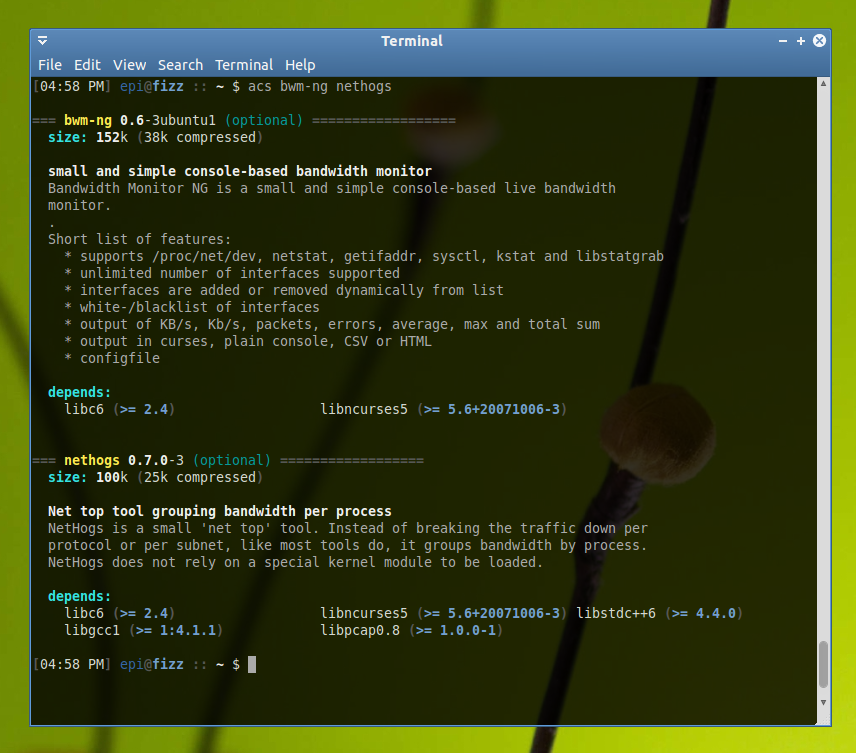 Terminal
File Edit View Search Terminal Help
[04:58 PM] epi@fizz :: ~ $ acs bwm-ng nethogs
=== bwm-ng 0.6-3ubuntu1 (optional) ==================
size: 152k (38k compressed)
small and simple console-based bandwidth monitor
Bandwidth Monitor NG is a small and simple console-based live bandwidth
monitor.
.
Short list of features:
* supports /proc/net/dev, netstat, getifaddr, sysctl, kstat and libstatgrab
* unlimited number of interfaces supported
* interfaces are added or removed dynamically from list
* white-/blacklist of interfaces
* output of KB/s, Kb/s, packets, errors, average, max and total sum
* output in curses, plain console, CSV or HTML
* configfile
depends:
libc6 (>= 2.4) libncurses5 (>= 5.6+20071006-3)
=== nethogs 0.7.0-3 (optional) ==================
size: 100k (25k compressed)
Net top tool grouping bandwidth per process
NetHogs is a small 'net top' tool. Instead of breaking the traffic down per
protocol or per subnet, like most tools do, it groups bandwidth by process.
NetHogs does not rely on a special kernel module to be loaded.
depends:
libc6 (>= 2.4) libncurses5 (>= 5.6+20071006-3) libstdc++6 (>= 4.4.0)
libgcc1 (>= 1:4.1.1) libpcap0.8 (>= 1.0.0-1)
[04:58 PM] epi@fizz :: ~ $